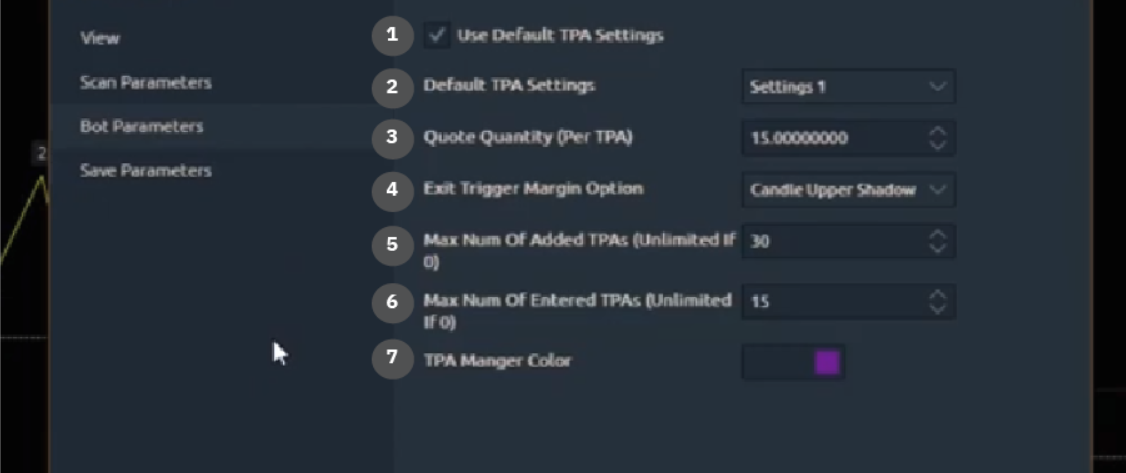 View
Scan Parameters
Bot Parameters
Save Parameters
2
1 Use Default TPA Settings
2 Default TPA Settings Settings 1
3 Quote Quantity (Per TPA) 15.00000000
4 Exit Trigger Margin Option Candle Upper Shadow
5 Max Num Of Added TPAs (Unlimited If 30
0)
6 Max Num Of Entered TPAs (Unlimited 15
If 0)
7 TPA Manger Color